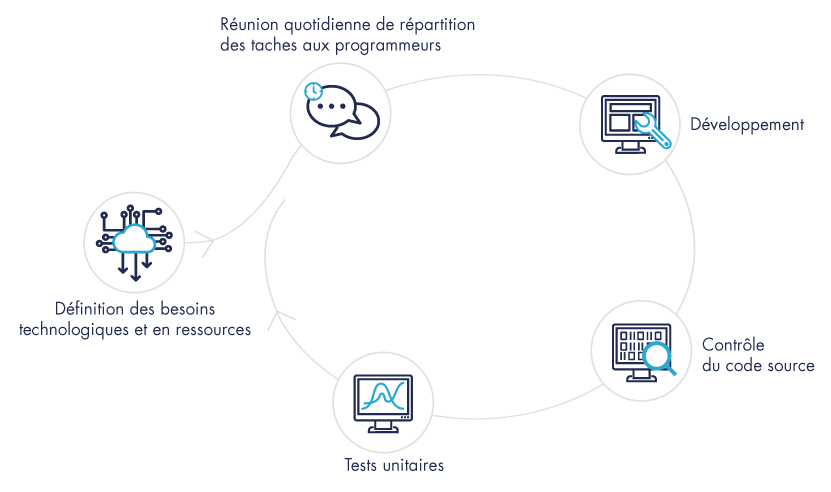 Réunion quotidienne de répartition
des taches aux programmeurs
Développement
Définition des besoins
technologiques et en ressources
Contrôle
du code source
Tests unitaires